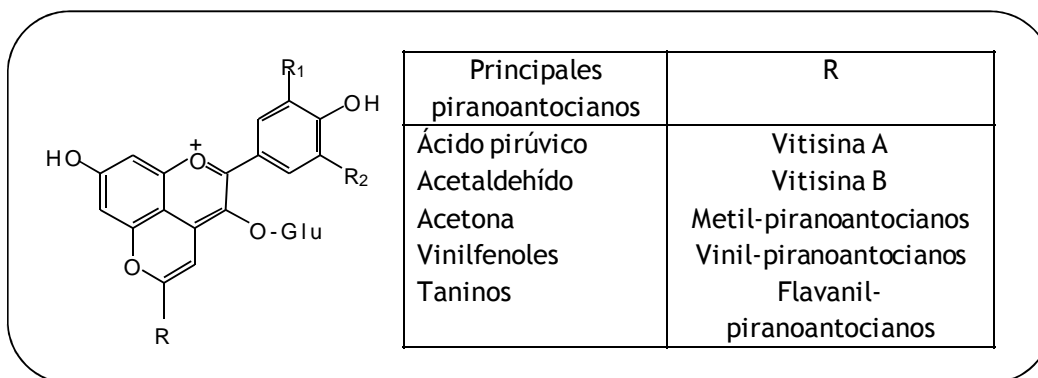 R1
OH
+
O
HO
R2
O-Glu
O
R
Principales
piranoantocianos
R
Ácido pirúvico
Vitisina A
Acetaldehído
Vitisina B
Acetona
Metil-piranoantocianos
Vinilfenoles
Vinil-piranoantocianos
Taninos
Flavanil-
piranoantocianos